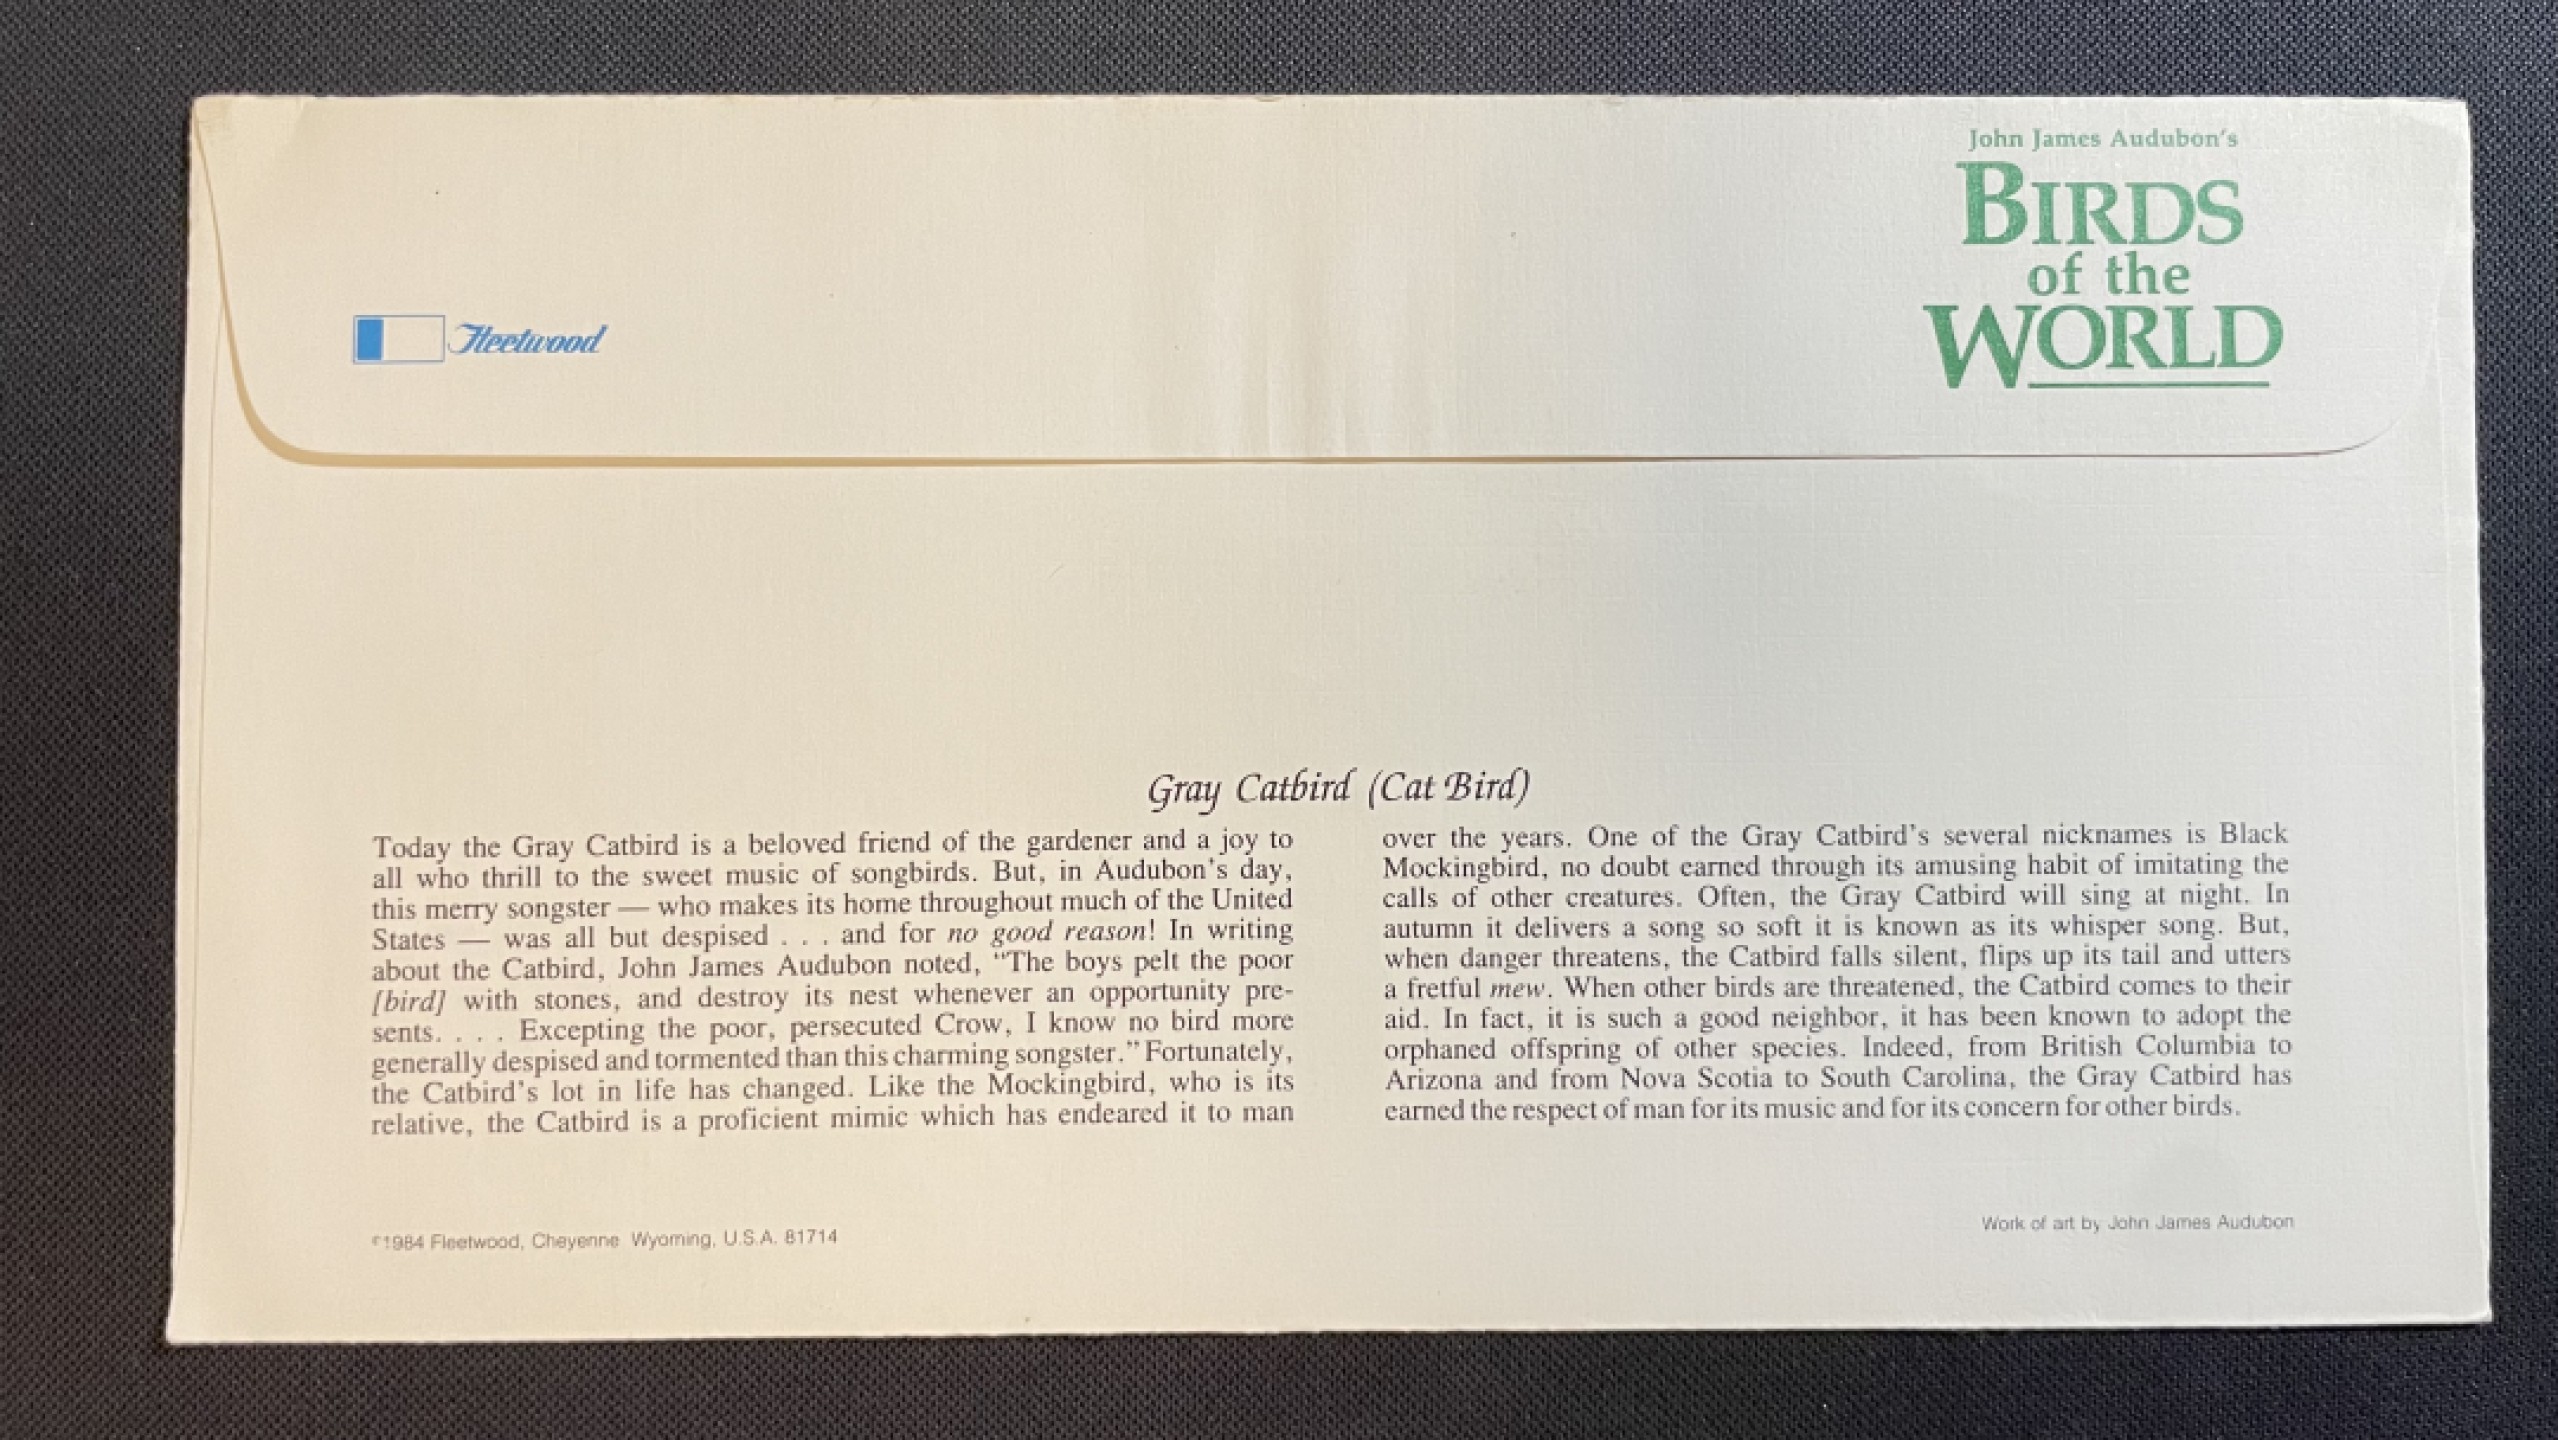 John James Audubon's
BIRDS
of the
WORLD
Fleetwood
Gray Catbird (Cat Bird)
Today the Gray Catbird is a beloved friend of the gardener and a joy to
all who thrill to the sweet music of songbirds. But, in Audubon's day,
this merry songster — who makes its home throughout much of the United
States — was all but despised . . . and for no good reason! In writing
about the Catbird, John James Audubon noted, "The boys pelt the poor
[bird] with stones, and destroy its nest whenever an opportunity pre-
sents. . . . Excepting the poor, persecuted Crow, I know no bird more
generally despised and tormented than this charming songster." Fortunately,
the Catbird's lot in life has changed. Like the Mockingbird, who is its
relative, the Catbird is a proficient mimic which has endeared it to man
over the years. One of the Gray Catbird's several nicknames is Black
Mockingbird, no doubt earned through its amusing habit of imitating the
calls of other creatures. Often, the Gray Catbird will sing at night. In
autumn it delivers a song so soft it is known as its whisper song. But,
when danger threatens, the Catbird falls silent, flips up its tail and utters
a fretful mew. When other birds are threatened, the Catbird comes to their
aid. In fact, it is such a good neighbor, it has been known to adopt the
orphaned offspring of other species. Indeed, from British Columbia to
Arizona and from Nova Scotia to South Carolina, the Gray Catbird has
earned the respect of man for its music and for its concern for other birds.
©1984 Fleetwood, Cheyenne Wyoming, U.S.A. 81714
Work of art by John James Audubon